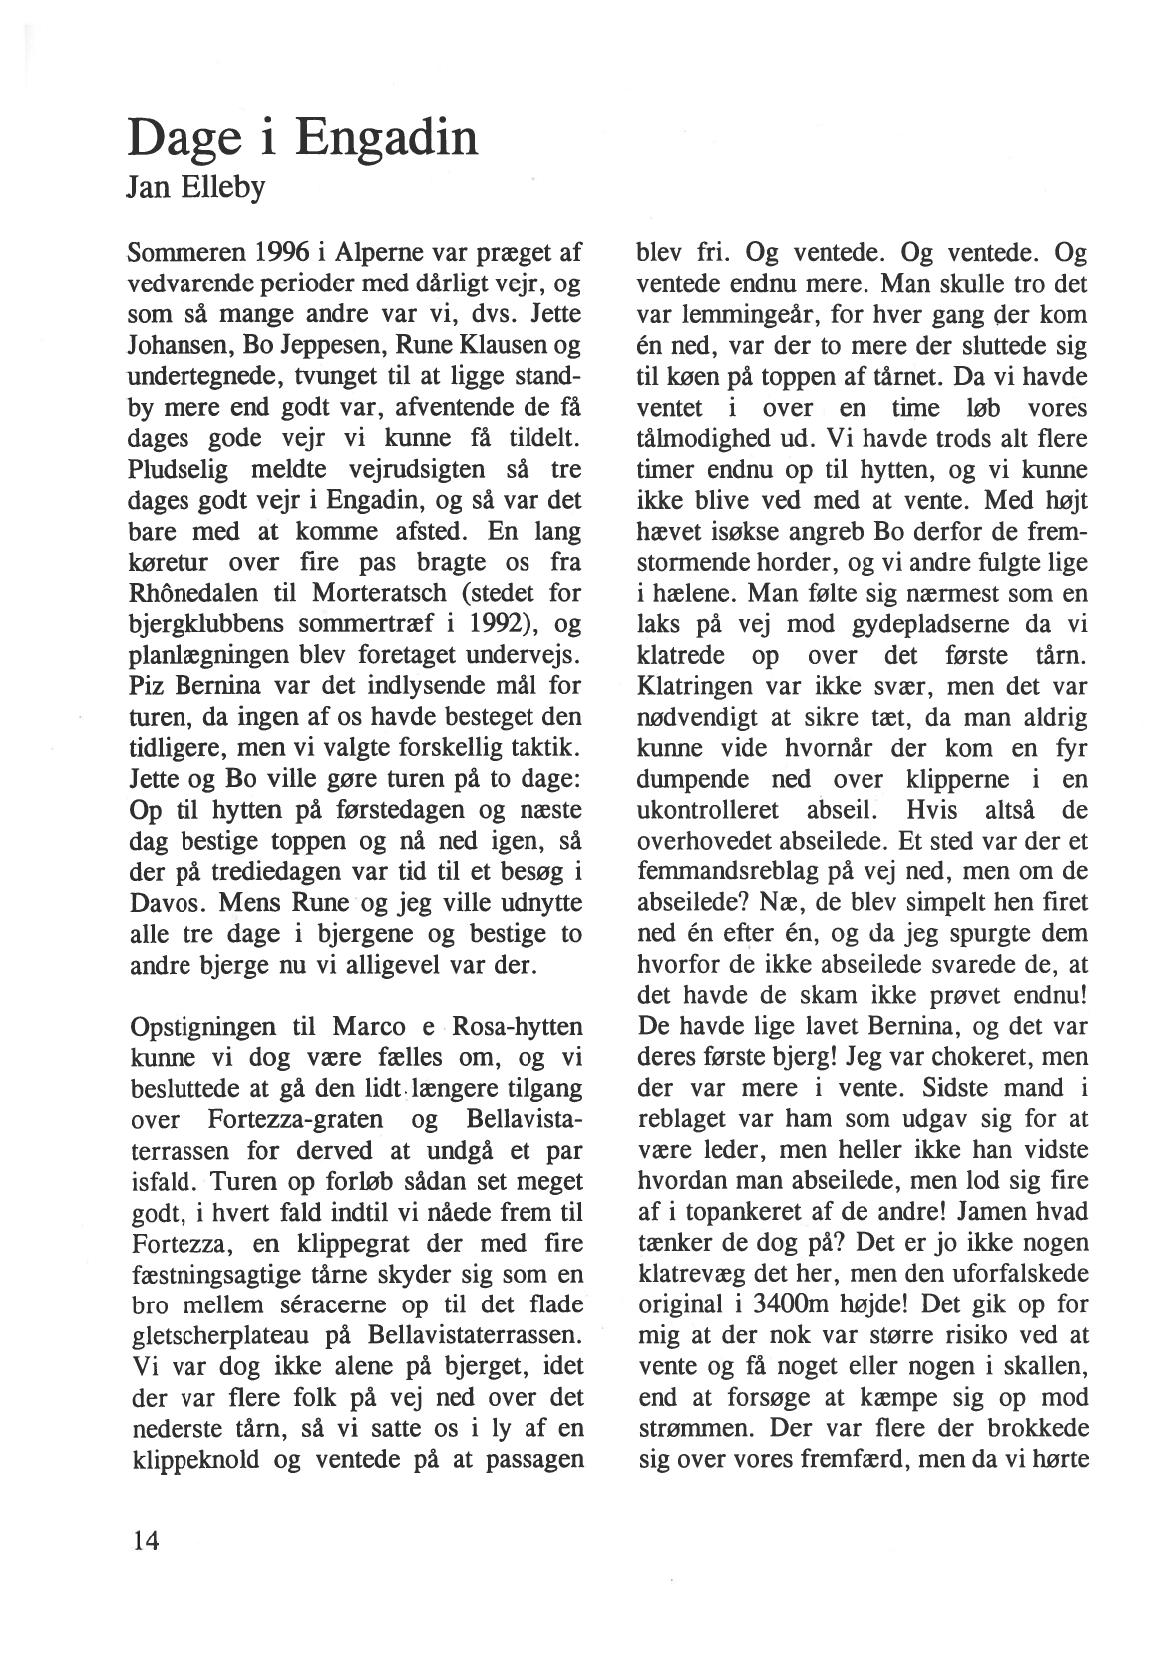 Dage i Engadin
Jan Elleby
Sommeren 1996 i Alperne var præget af
vedvarende perioder med dårligt vejr, og
som så mange andre var vi, dvs. Jette
Johansen, Bo Jeppesen, Rune Klausen og
undertegnede, tvunget til at ligge stand-
by mere end godt var, afventende de få
dages gode vejr vi kunne få tildelt.
Pludselig meldte vejrudsigten så tre
dages godt vejr i Engadin, og så var det
bare med at komme afsted. En lang
køretur over fire pas bragte os fra
Rhônedalen til Morteratsch (stedet for
bjergklubbens sommertræf i 1992), og
planlægningen blev foretaget undervejs.
Piz Bernina var det indlysende mål for
turen, da ingen af os havde besteget den
tidligere, men vi valgte forskellig taktik.
Jette og Bo ville gøre turen på to dage:
Op til hytten på førstedagen og næste
dag bestige toppen og nå ned igen, så
der på trediedagen var tid til et besøg i
Davos. Mens Rune og jeg ville udnytte
alle tre dage i bjergene og bestige to
andre bjerge nu vi alligevel var der.
Opstigningen til Marco e Rosa-hytten
kunne vi dog være fælles om, og vi
besluttede at gå den lidt længere tilgang
over Fortezza-graten og Bellavista-
terrassen for derved at undgå et par
isfald. Turen op forløb sådan set meget
godt, i hvert fald indtil vi nåede frem til
Fortezza, en klippegrat der med fire
fæstningsagtige tårne skyder sig som en
bro mellem séracerne op til det flade
gletscherplateau på Bellavistaterrassen.
Vi var dog ikke alene på bjerget, idet
der var flere folk på vej ned over det
nederste tårn, så vi satte os i ly af en
klippeknold og ventede på at passagen
blev fri. Og ventede. Og ventede. Og
ventede endnu mere. Man skulle tro det
var lemmingeår, for hver gang der kom
én ned, var der to mere der sluttede sig
til køen på toppen af tårnet. Da vi havde
ventet i over en time løb vores
tålmodighed ud. Vi havde trods alt flere
timer endnu op til hytten, og vi kunne
ikke blive ved med at vente. Med højt
hævet isøkse angreb Bo derfor de frem-
stormende horder, og vi andre fulgte lige
i hælene. Man følte sig nærmest som en
laks på vej mod gydepladserne da vi
klatrede op over det første tårn.
Klatringen var ikke svær, men det var
nødvendigt at sikre tæt, da man aldrig
kunne vide hvornår der kom en fyr
dumpende ned over klipperne i en
ukontrolleret abseil. Hvis altså de
overhovedet abseilede. Et sted var der et
femmandsreblag på vej ned, men om de
abseilede? Næ, de blev simpelt hen firet
ned én efter én, og da jeg spurgte dem
hvorfor de ikke abseilede svarede de, at
det havde de skam ikke prøvet endnu!
De havde lige lavet Bernina, og det var
deres første bjerg! Jeg var chokeret, men
der var mere i vente. Sidste mand i
reblaget var ham som udgav sig for at
være leder, men heller ikke han vidste
hvordan man abseilede, men lod sig fire
af i topankeret af de andre! Jamen hvad
tænker de dog på? Det er jo ikke nogen
klatrevæg det her, men den uforfalskede
original i 3400m højde! Det gik op for
mig at der nok var større risiko ved at
vente og få noget eller nogen i skallen,
end at forsøge at kæmpe sig op mod
strømmen. Der var flere der brokkede
sig over vores fremfærd, men da vi hørte
14